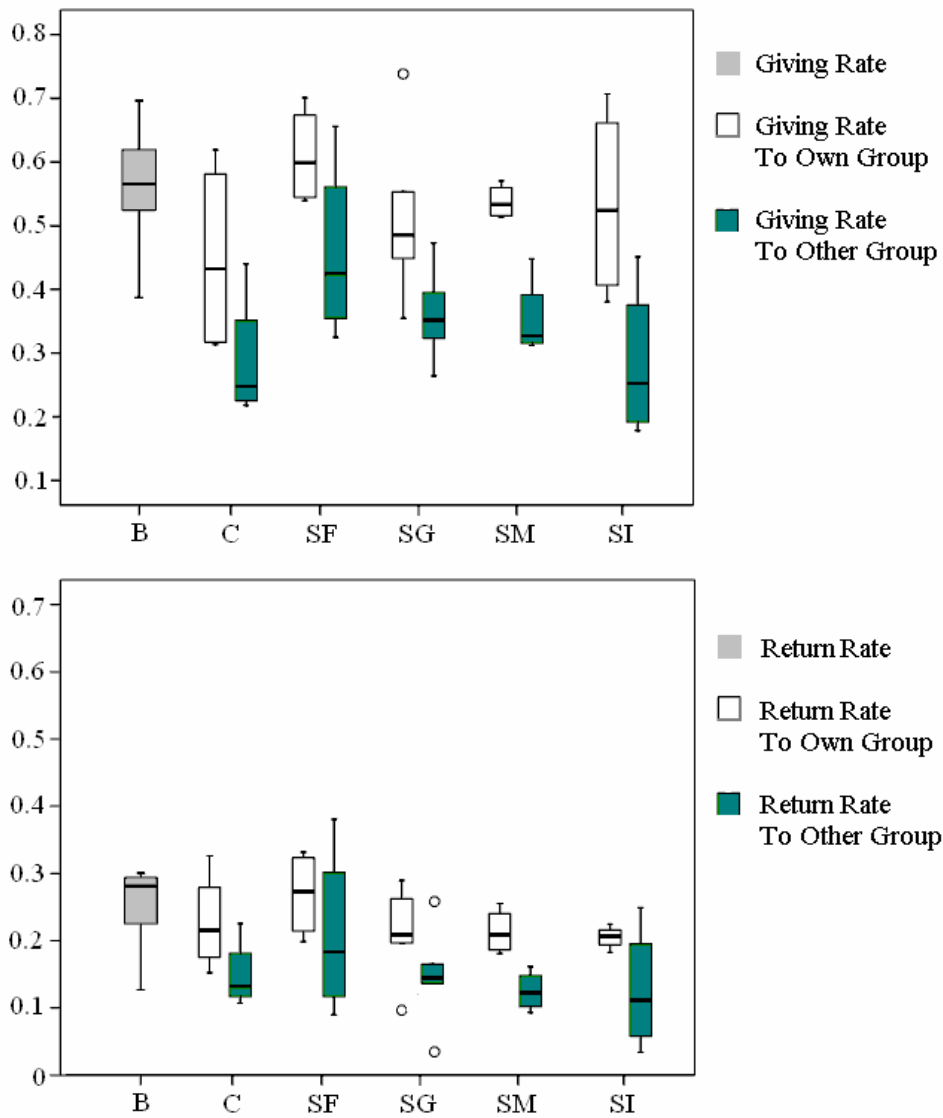 0.8
0.7
0.6
0.5
0.4
0.3
0.2
0.1
B C SF SG SM SI
Giving Rate
Giving Rate
To Own Group
Giving Rate
To Other Group
0.7
0.6
0.5
0.4
0.3
0.2
0.1
0
B C SF SG SM SI
Return Rate
Return Rate
To Own Group
Return Rate
To Other Group